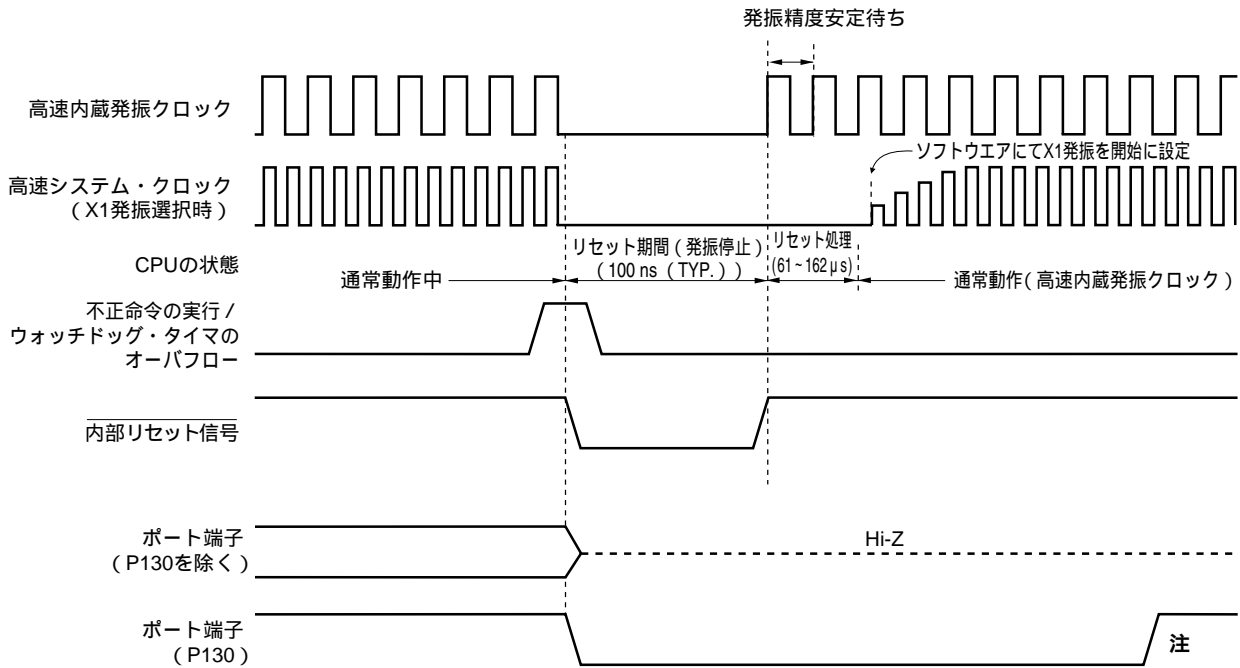 発振精度安定待ち
高速内蔵発振クロック
ソフトウエアにてX1発振を開始に設定
高速システム・クロック
（X1発振選択時）
リセット期間（発振停止）
（100 ns（TYP.））
リセット処理
(61~162μs)
CPUの状態
通常動作中
通常動作（高速内蔵発振クロック）
不正命令の実行/
ウォッチドッグ・タイマの
オーバフロー
内部リセット信号
ポート端子
（P130を除く）
Hi-Z
ポート端子
（P130）
注